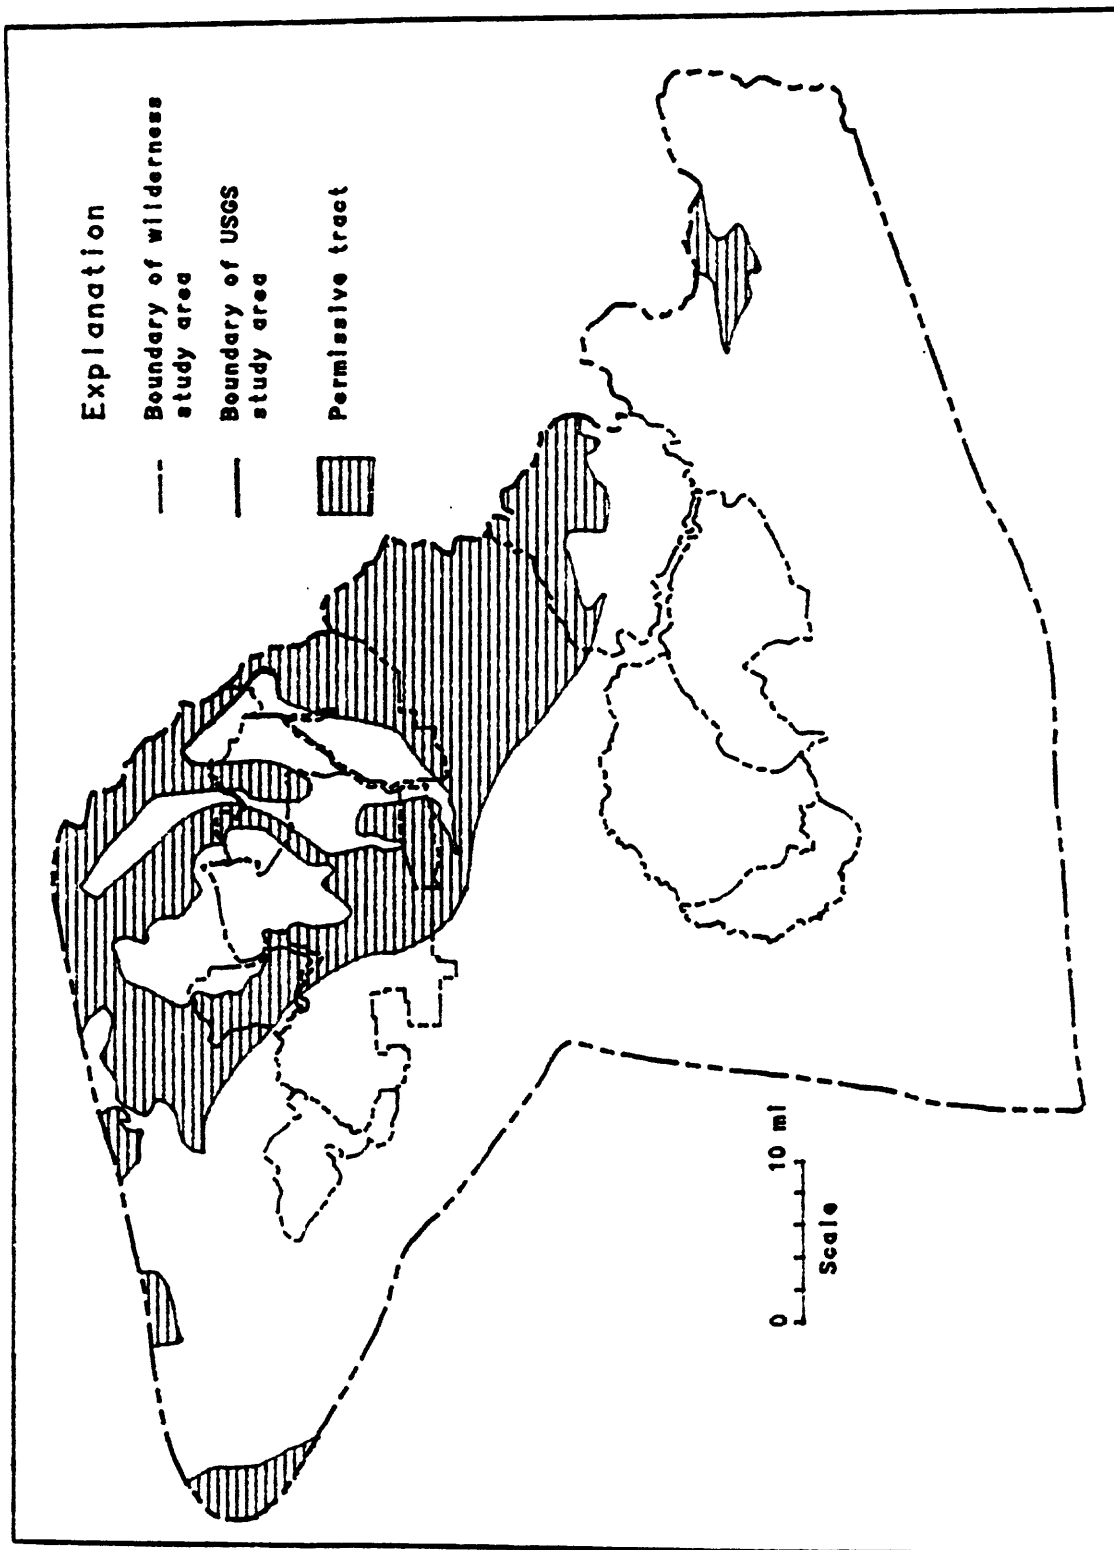 Explanation
Boundary of wilderness
study area
Boundary of USGS
study area
Permissive tract
0 10 mi
Scale